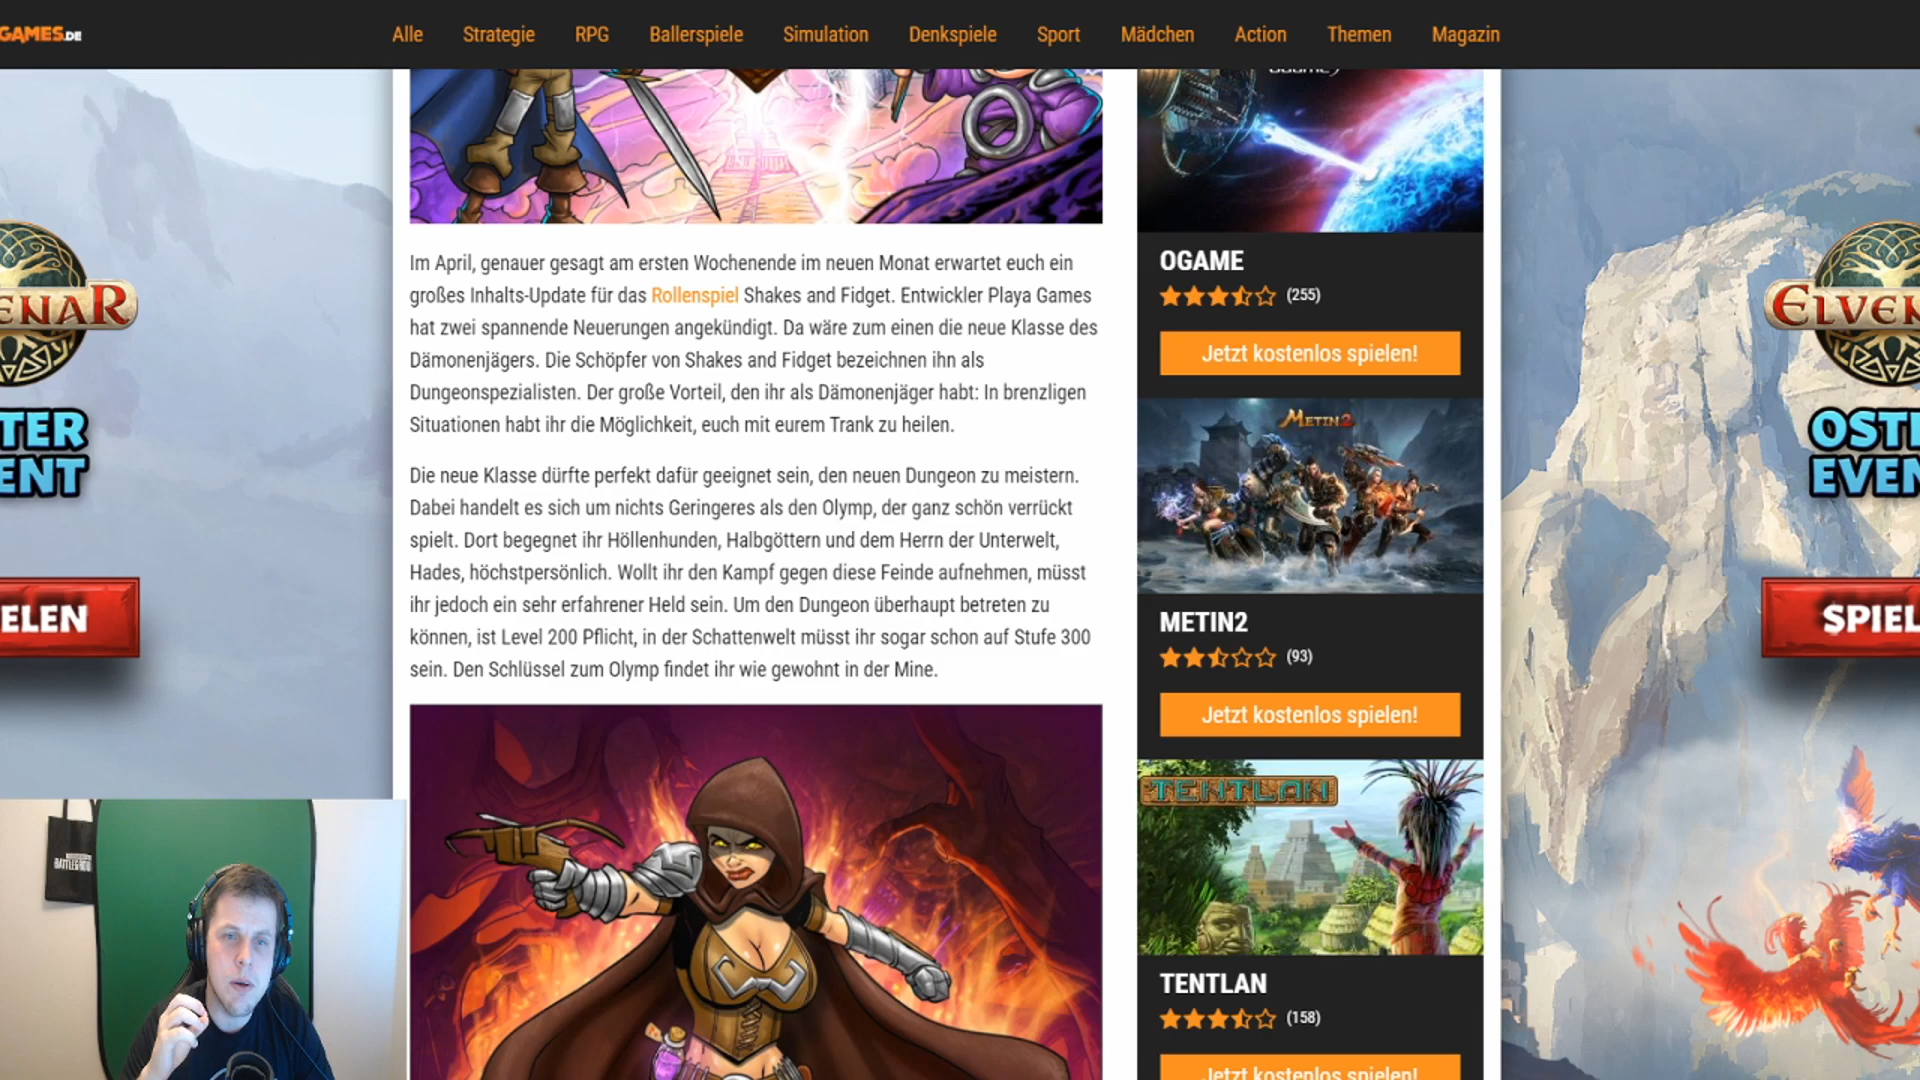 GAMES.DE
Alle Strategie RPG Ballerspiele Simulation Denkspiele Sport Mädchen Action Themen Magazin
Im April, genauer gesagt am ersten Wochenende im neuen Monat erwartet euch ein
großes Inhalts-Update für das Rollenspiel Shakes and Fidget. Entwickler Playa Games
hat zwei spannende Neuerungen angekündigt. Da wäre zum einen die neue Klasse des
Dämonenjägers. Die Schöpfer von Shakes and Fidget bezeichnen ihn als
Dungeonspezialisten. Der große Vorteil, den ihr als Dämonenjäger habt: In brenzligen
Situationen habt ihr die Möglichkeit, euch mit eurem Trank zu heilen.
Die neue Klasse dürfte perfekt dafür geeignet sein, den neuen Dungeon zu meistern.
Dabei handelt es sich um nichts Geringeres als den Olymp, der ganz schön verrückt
spielt. Dort begegnet ihr Höllenhunden, Halbgöttern und dem Herrn der Unterwelt,
Hades, höchstpersönlich. Wollt ihr den Kampf gegen diese Feinde aufnehmen, müsst
ihr jedoch ein sehr erfahrener Held sein. Um den Dungeon überhaupt betreten zu
können, ist Level 200 Pflicht, in der Schattenwelt müsst ihr sogar schon auf Stufe 300
sein. Den Schlüssel zum Olymp findet ihr wie gewohnt in der Mine.
OGAME
(255)
Jetzt kostenlos spielen!
METIN2
METIN2
(93)
Jetzt kostenlos spielen!
TENTLAN
TENTLAN
(158)
Jetzt kostenlos spielen!
ENAR
TER
ENT
ELEN
ELVEN
OSTE
EVEN
SPIEL